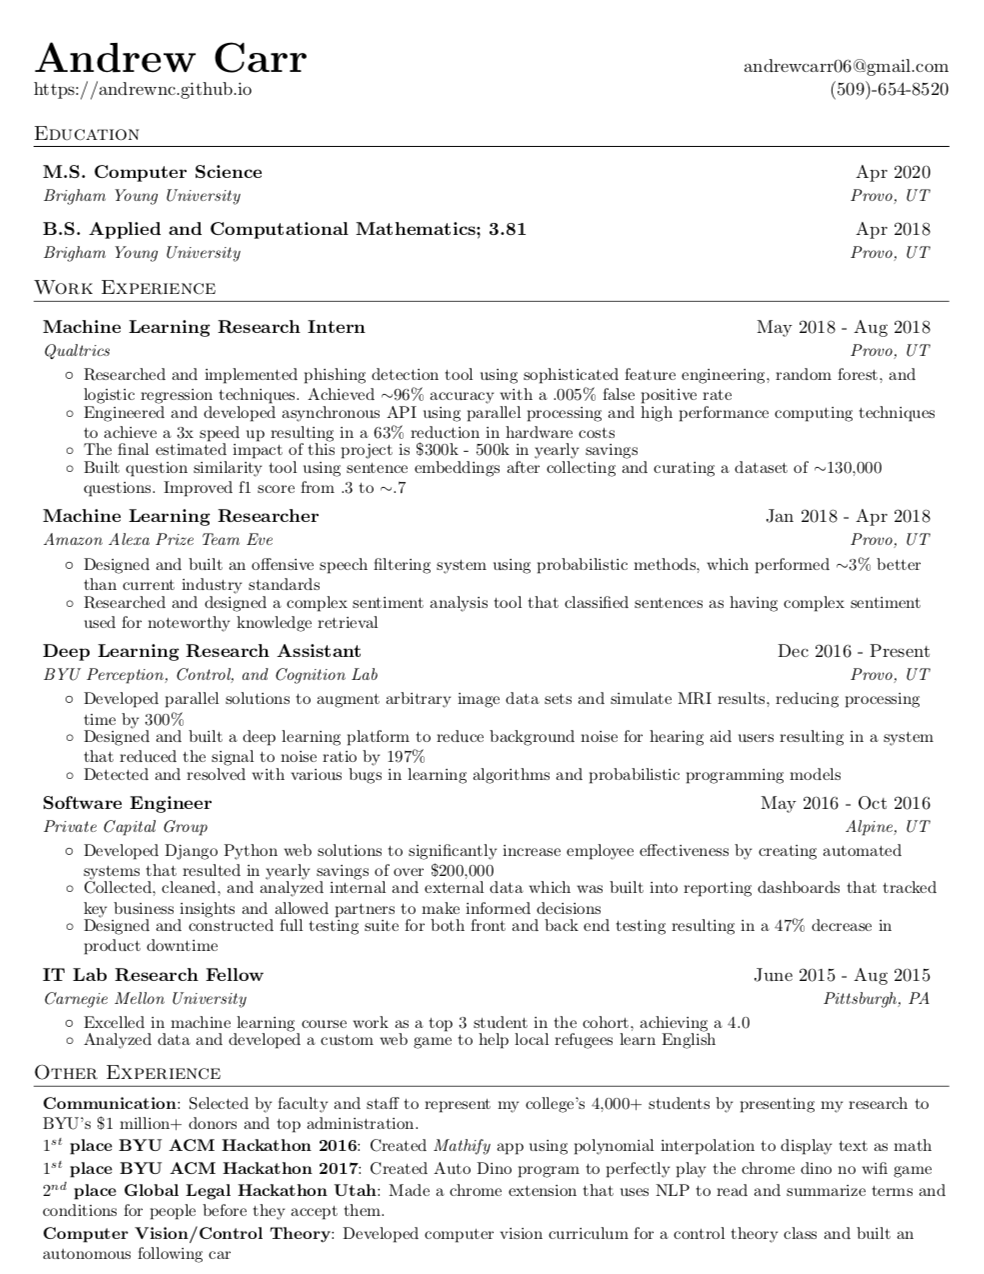 Andrew Carr andrewcarr06@gmail.com
https://andrewnc.github.io (509)-654-8520
Education
M.S. Computer Science Apr 2020
Brigham Young University Provo, UT
B.S. Applied and Computational Mathematics; 3.81 Apr 2018
Brigham Young University Provo, UT
Work Experience
Machine Learning Research Intern May 2018 - Aug 2018
Qualtrics Provo, UT
◦ Researched and implemented phishing detection tool using sophisticated feature engineering, random forest, and
logistic regression techniques. Achieved ~96% accuracy with a .005% false positive rate
◦ Engineered and developed asynchronous API using parallel processing and high performance computing techniques
to achieve a 3x speed up resulting in a 63% reduction in hardware costs
◦ The final estimated impact of this project is $300k - 500k in yearly savings
◦ Built question similarity tool using sentence embeddings after collecting and curating a dataset of ~130,000
questions. Improved f1 score from .3 to ~.7
Machine Learning Researcher Jan 2018 - Apr 2018
Amazon Alexa Prize Team Eve Provo, UT
◦ Designed and built an offensive speech filtering system using probabilistic methods, which performed ~3% better
than current industry standards
◦ Researched and designed a complex sentiment analysis tool that classified sentences as having complex sentiment
used for noteworthy knowledge retrieval
Deep Learning Research Assistant Dec 2016 - Present
BYU Perception, Control, and Cognition Lab Provo, UT
◦ Developed parallel solutions to augment arbitrary image data sets and simulate MRI results, reducing processing
time by 300%
◦ Designed and built a deep learning platform to reduce background noise for hearing aid users resulting in a system
that reduced the signal to noise ratio by 197%
◦ Detected and resolved with various bugs in learning algorithms and probabilistic programming models
Software Engineer May 2016 - Oct 2016
Private Capital Group Alpine, UT
◦ Developed Django Python web solutions to significantly increase employee effectiveness by creating automated
systems that resulted in yearly savings of over $200,000
◦ Collected, cleaned, and analyzed internal and external data which was built into reporting dashboards that tracked
key business insights and allowed partners to make informed decisions
◦ Designed and constructed full testing suite for both front and back end testing resulting in a 47% decrease in
product downtime
IT Lab Research Fellow June 2015 - Aug 2015
Carnegie Mellon University Pittsburgh, PA
◦ Excelled in machine learning course work as a top 3 student in the cohort, achieving a 4.0
◦ Analyzed data and developed a custom web game to help local refugees learn English
Other Experience
Communication: Selected by faculty and staff to represent my college's 4,000+ students by presenting my research to
BYU's $1 million+ donors and top administration.
1st place BYU ACM Hackathon 2016: Created Mathify app using polynomial interpolation to display text as math
1st place BYU ACM Hackathon 2017: Created Auto Dino program to perfectly play the chrome dino no wifi game
2nd place Global Legal Hackathon Utah: Made a chrome extension that uses NLP to read and summarize terms and
conditions for people before they accept them.
Computer Vision/Control Theory: Developed computer vision curriculum for a control theory class and built an
autonomous following car